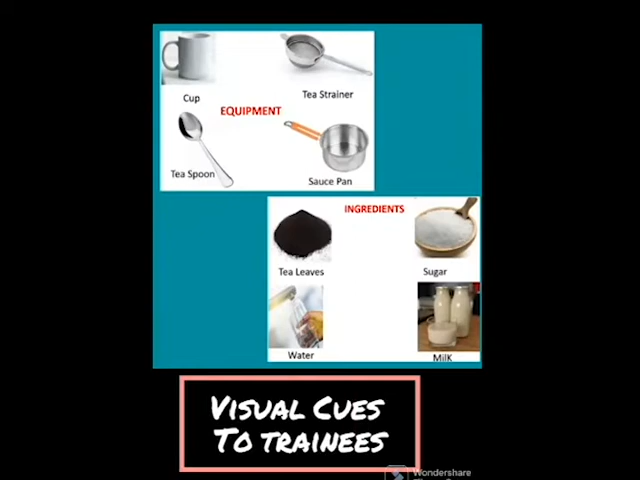 Cup
Tea Strainer
EQUIPMENT
Tea Spoon
Sauce Pan
INGREDIENTS
Tea Leaves
Sugar
Water
MilK
VISUAL CUES
TO TRAINEES
Wondershare